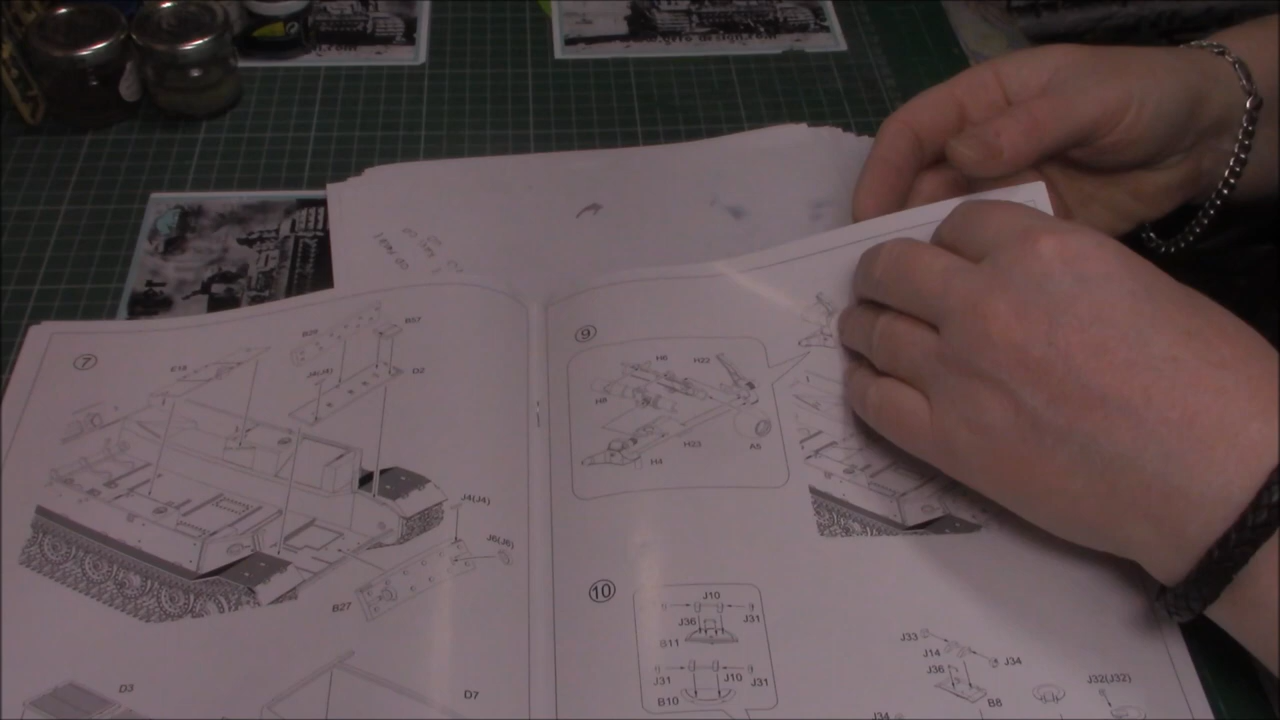 7
B29
B57
E18
J4(J4)
D2
J4(J4)
J6(J6)
B27
D3
D7
9
H6
H22
H8
H23
A5
H4
10
J10
J36
J31
B11
J31
J10
J31
B10
J33
J14
J34
J36
B8
J32(J32)
J34